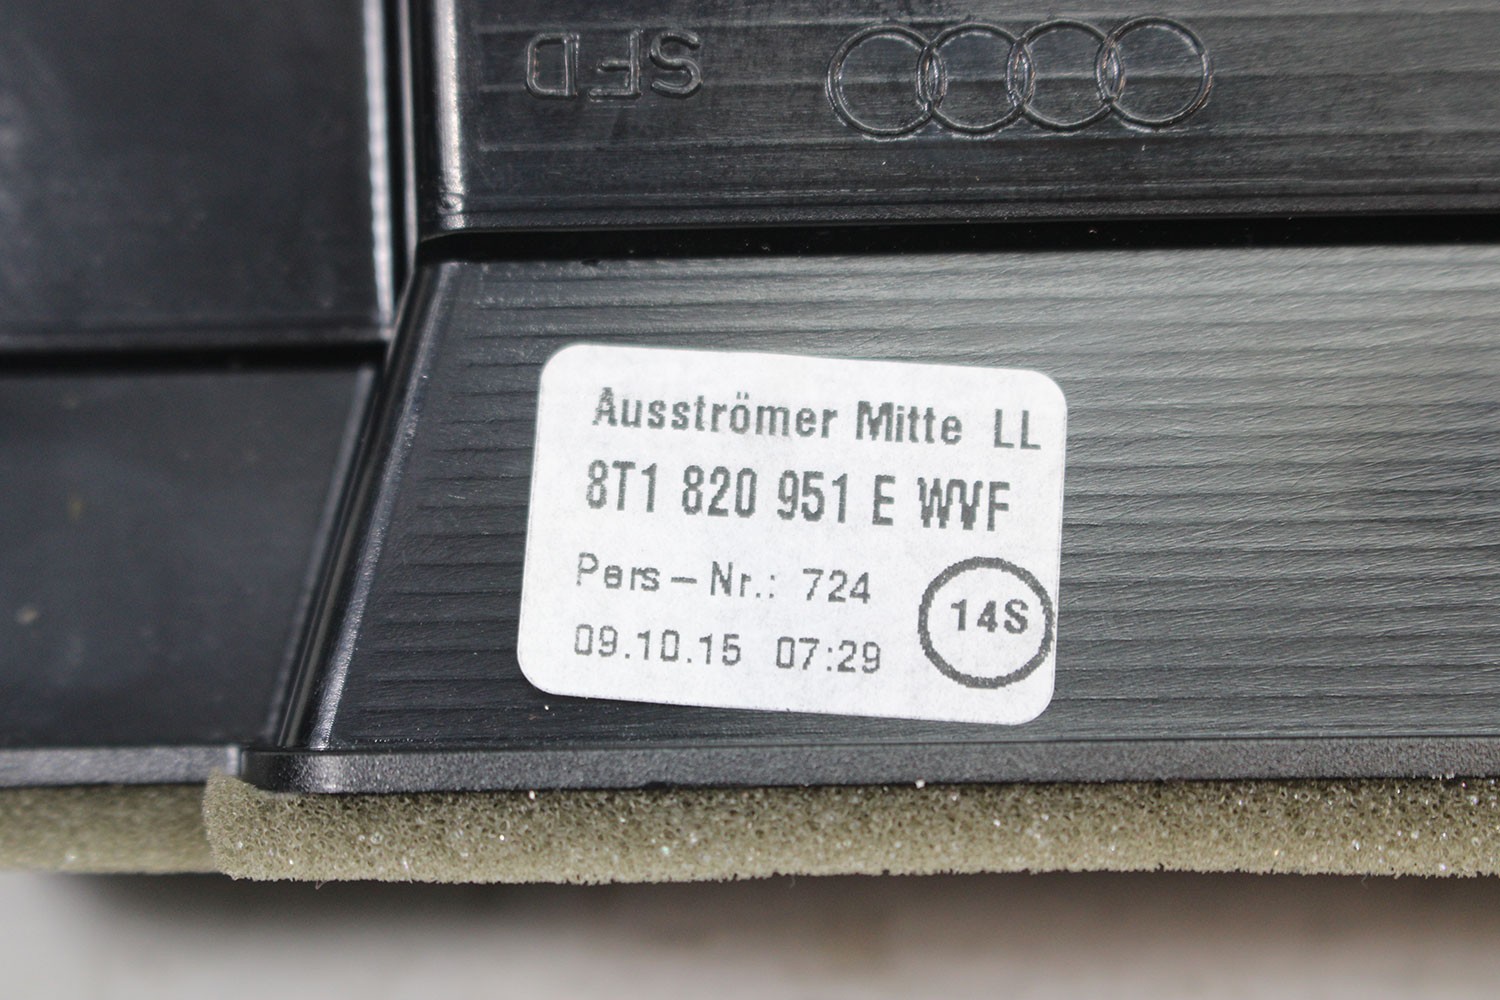 SFD
Ausströmer Mitte LL
8T1 820 951 E WVF
Pers-Nr.: 724
14S
09.10.15 07:29